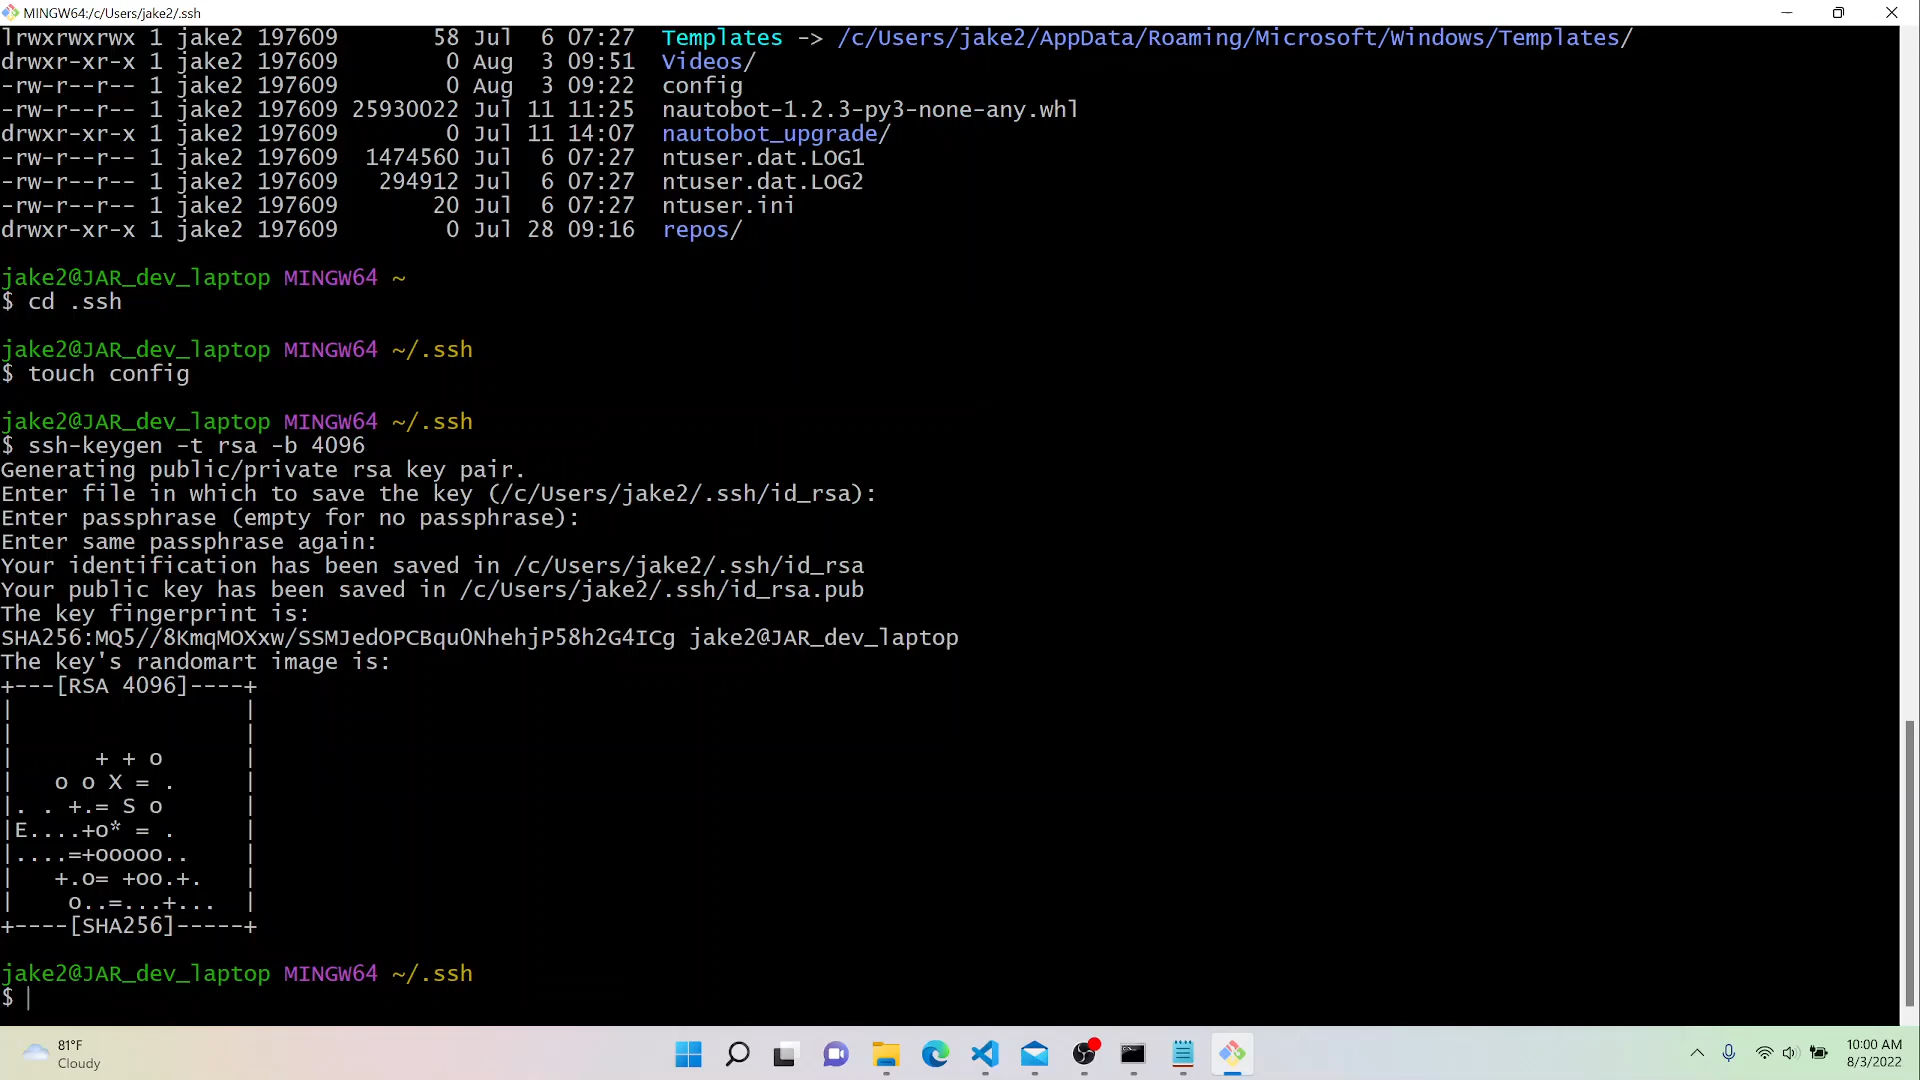 MINGW64:/c/Users/jake2/.ssh
lrwxrwxrwx 1 jake2 197609       58 Jul  6 07:27  Templates -> /c/Users/jake2/AppData/Roaming/Microsoft/Windows/Templates/
drwxr-xr-x 1 jake2 197609        0 Aug  3 09:51  Videos/
-rw-r--r-- 1 jake2 197609        0 Aug  3 09:22  config
-rw-r--r-- 1 jake2 197609 25930022 Jul 11 11:25  nautobot-1.2.3-py3-none-any.whl
drwxr-xr-x 1 jake2 197609        0 Jul 11 14:07  nautobot_upgrade/
-rw-r--r-- 1 jake2 197609  1474560 Jul  6 07:27  ntuser.dat.LOG1
-rw-r--r-- 1 jake2 197609   294912 Jul  6 07:27  ntuser.dat.LOG2
-rw-r--r-- 1 jake2 197609       20 Jul  6 07:27  ntuser.ini
drwxr-xr-x 1 jake2 197609        0 Jul 28 09:16  repos/
jake2@JAR_dev_laptop MINGW64 ~
$ cd .ssh
jake2@JAR_dev_laptop MINGW64 ~/.ssh
$ touch config
jake2@JAR_dev_laptop MINGW64 ~/.ssh
$ ssh-keygen -t rsa -b 4096
Generating public/private rsa key pair.
Enter file in which to save the key (/c/Users/jake2/.ssh/id_rsa):
Enter passphrase (empty for no passphrase):
Enter same passphrase again:
Your identification has been saved in /c/Users/jake2/.ssh/id_rsa
Your public key has been saved in /c/Users/jake2/.ssh/id_rsa.pub
The key fingerprint is:
SHA256:MQ5//8KmqMOXxw/SSMJedOPCBqu0NhehjP58h2G4ICg jake2@JAR_dev_laptop
The key's randomart image is:
+---[RSA 4096]----+
|                 |
|                 |
|      + + o      |
|   o o X = .     |
|. . +.= S o      |
|E....+o* = .     |
|....=+ooooo..    |
|   +.o= +oo.+.   |
|    o..=...+...  |
+----[SHA256]-----+
jake2@JAR_dev_laptop MINGW64 ~/.ssh
$
81°F
Cloudy
10:00 AM
8/3/2022